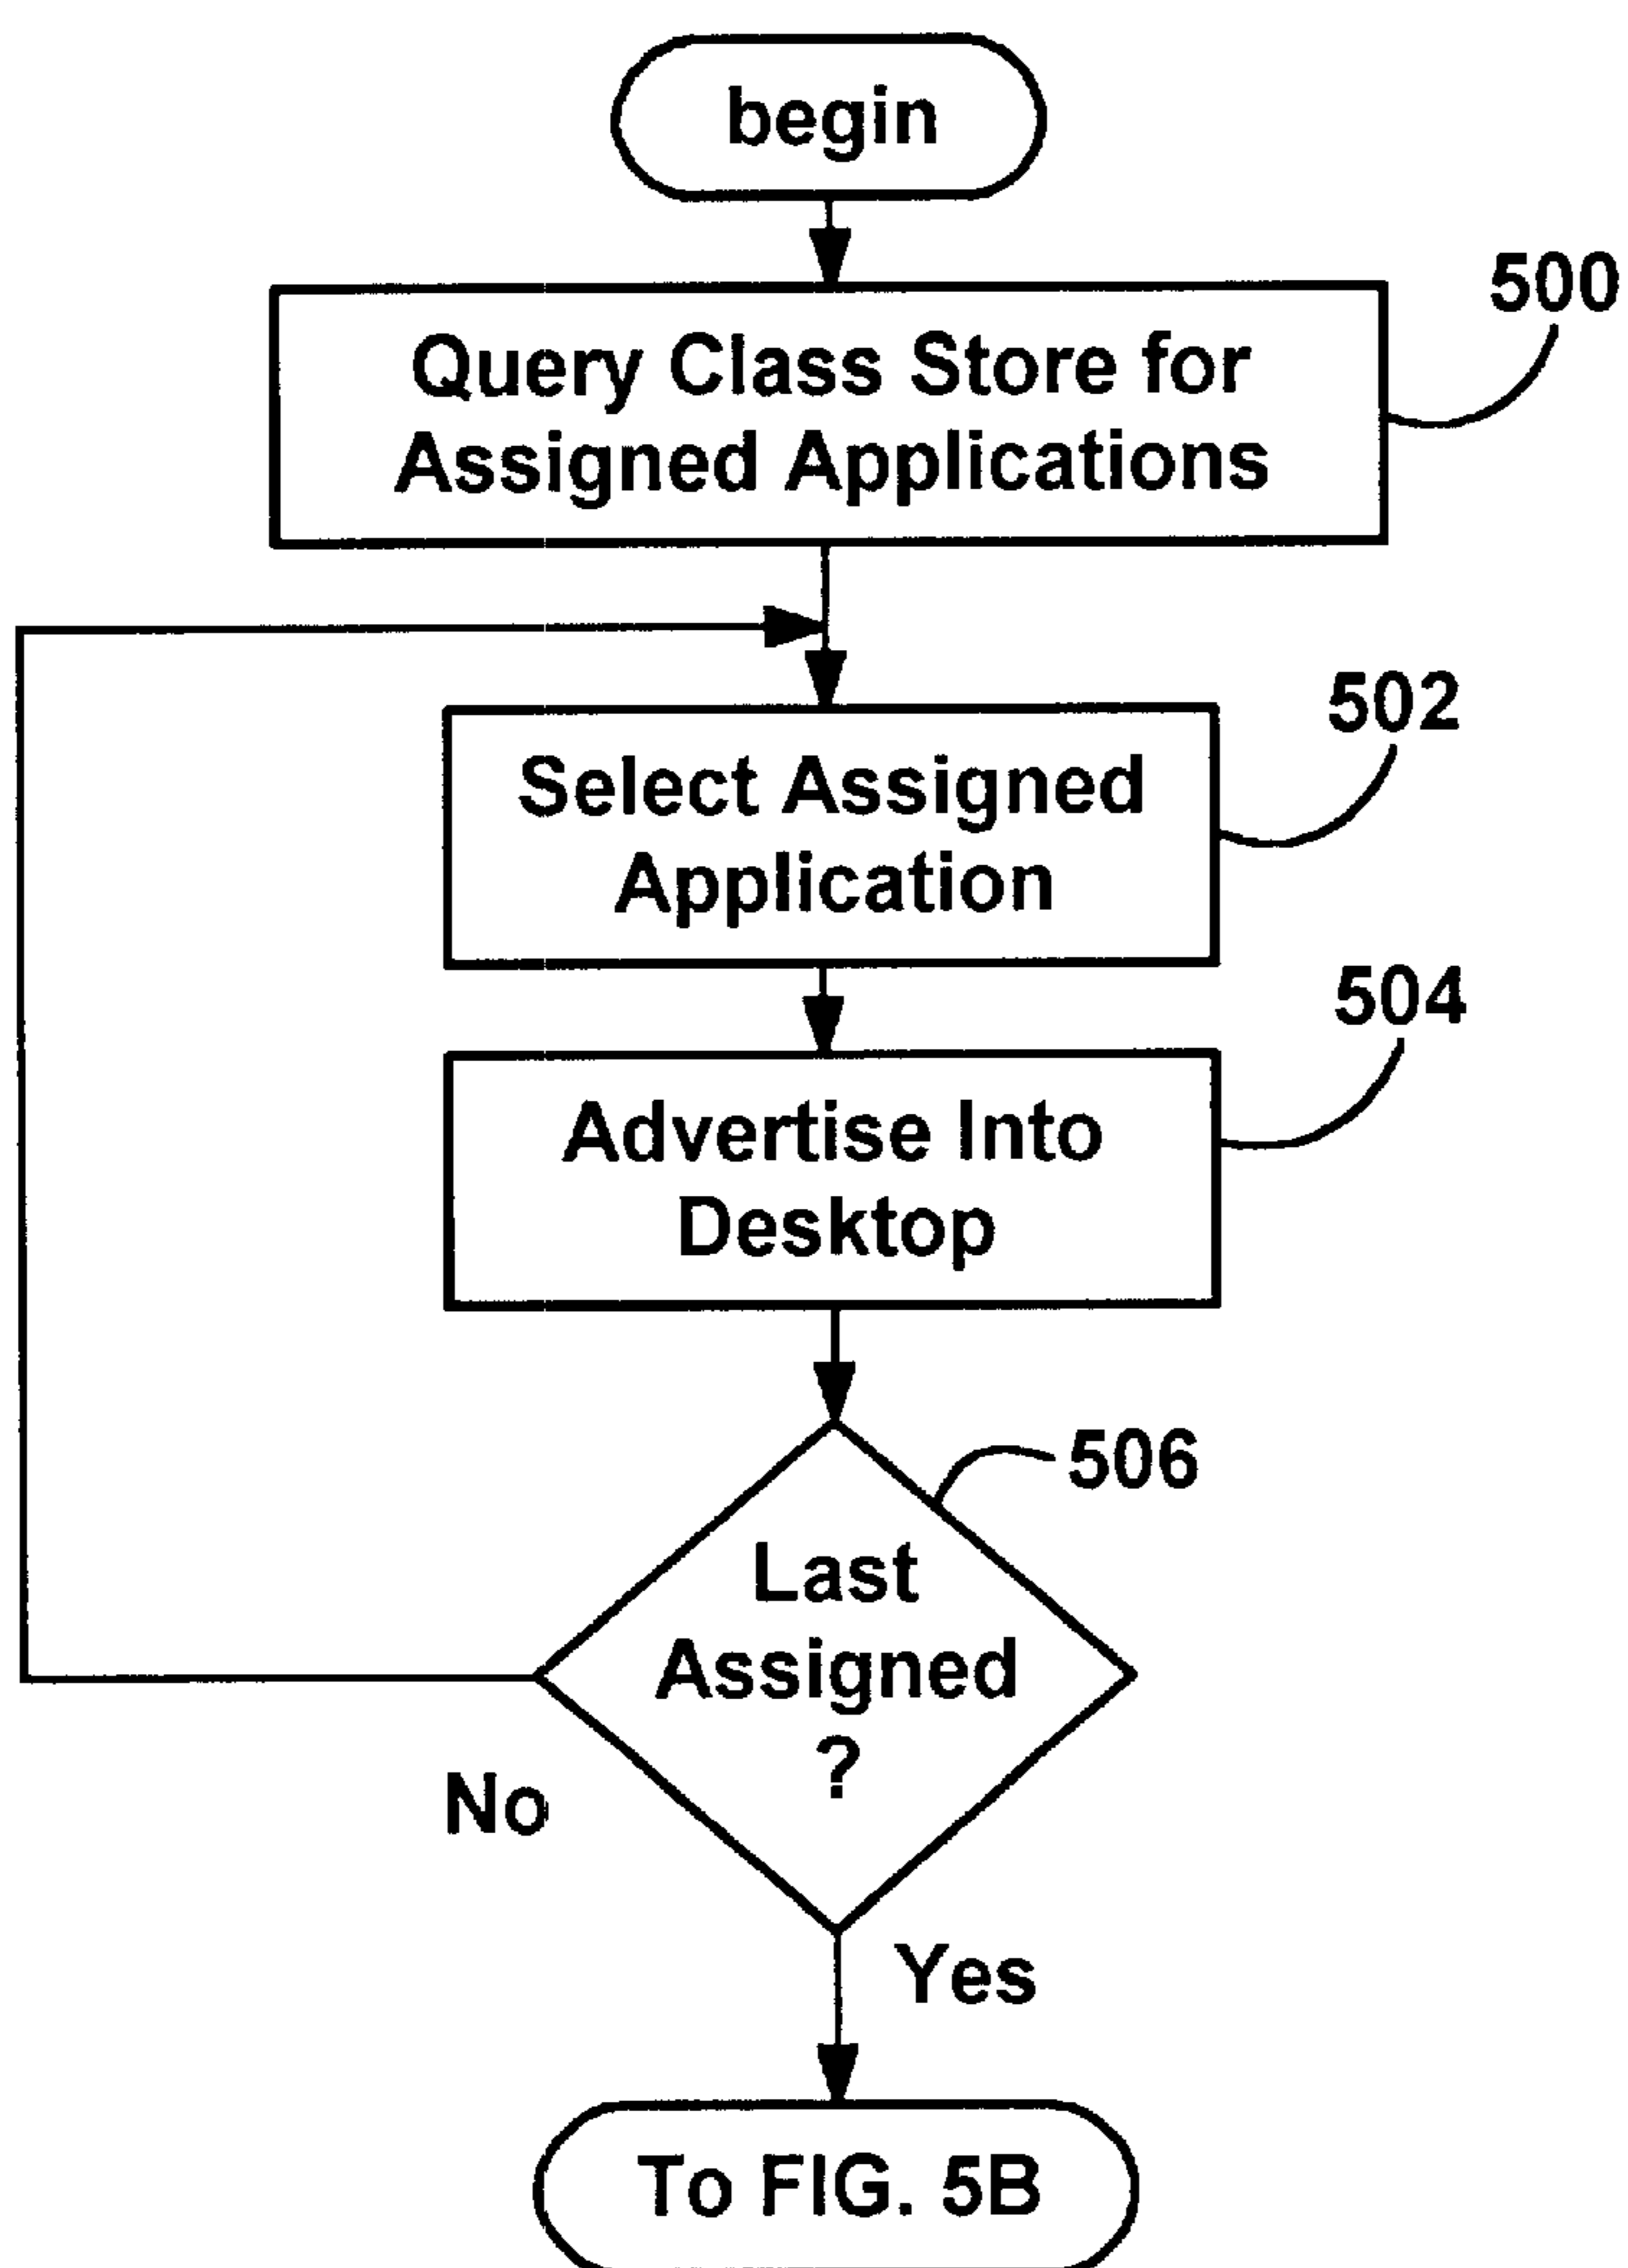 begin
500
Query Class Store for
Assigned Applications
502
Select Assigned
Application
504
Advertise Into
Desktop
506
Last
Assigned
?
No
Yes
To FIG. 5B